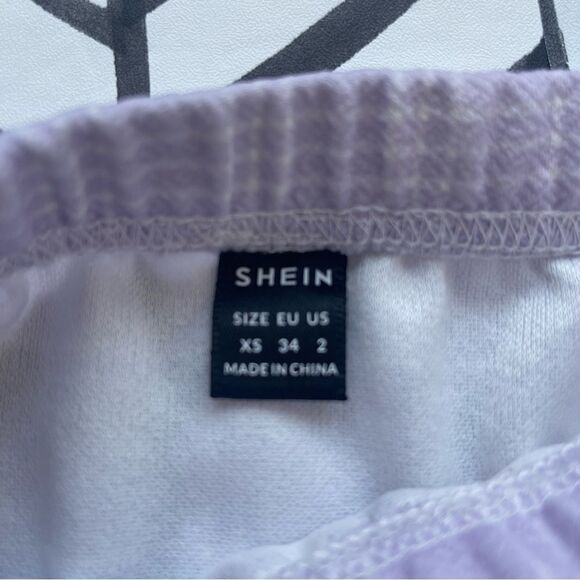 SHEIN
SIZE EU US
XS 34 2
MADE IN CHINA